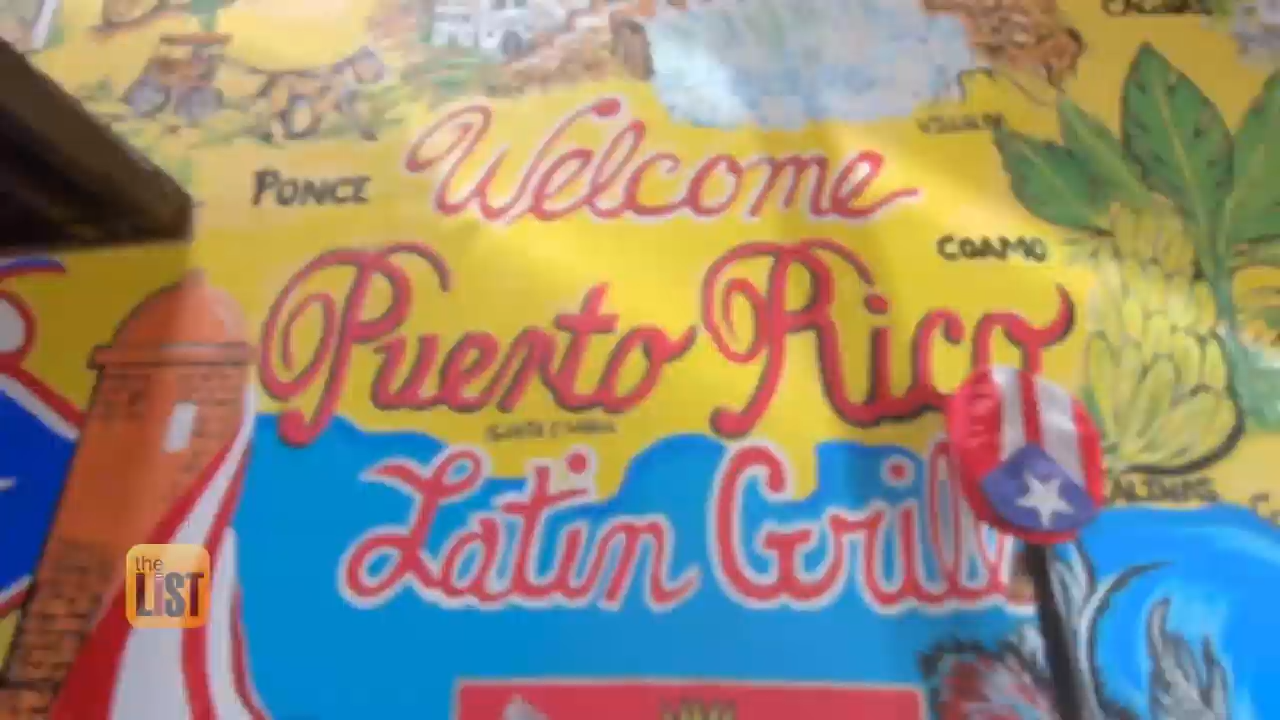 Welcome
PONCE
COAMO
Puerto Rico
Latin Grill
the
LIST